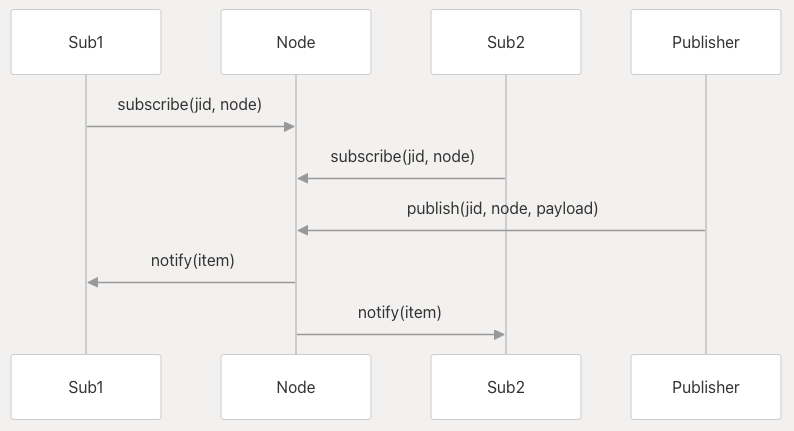 Sub1
Node
Sub2
Publisher
subscribe(jid, node)
subscribe(jid, node)
publish(jid, node, payload)
notify(item)
notify(item)
Sub1
Node
Sub2
Publisher